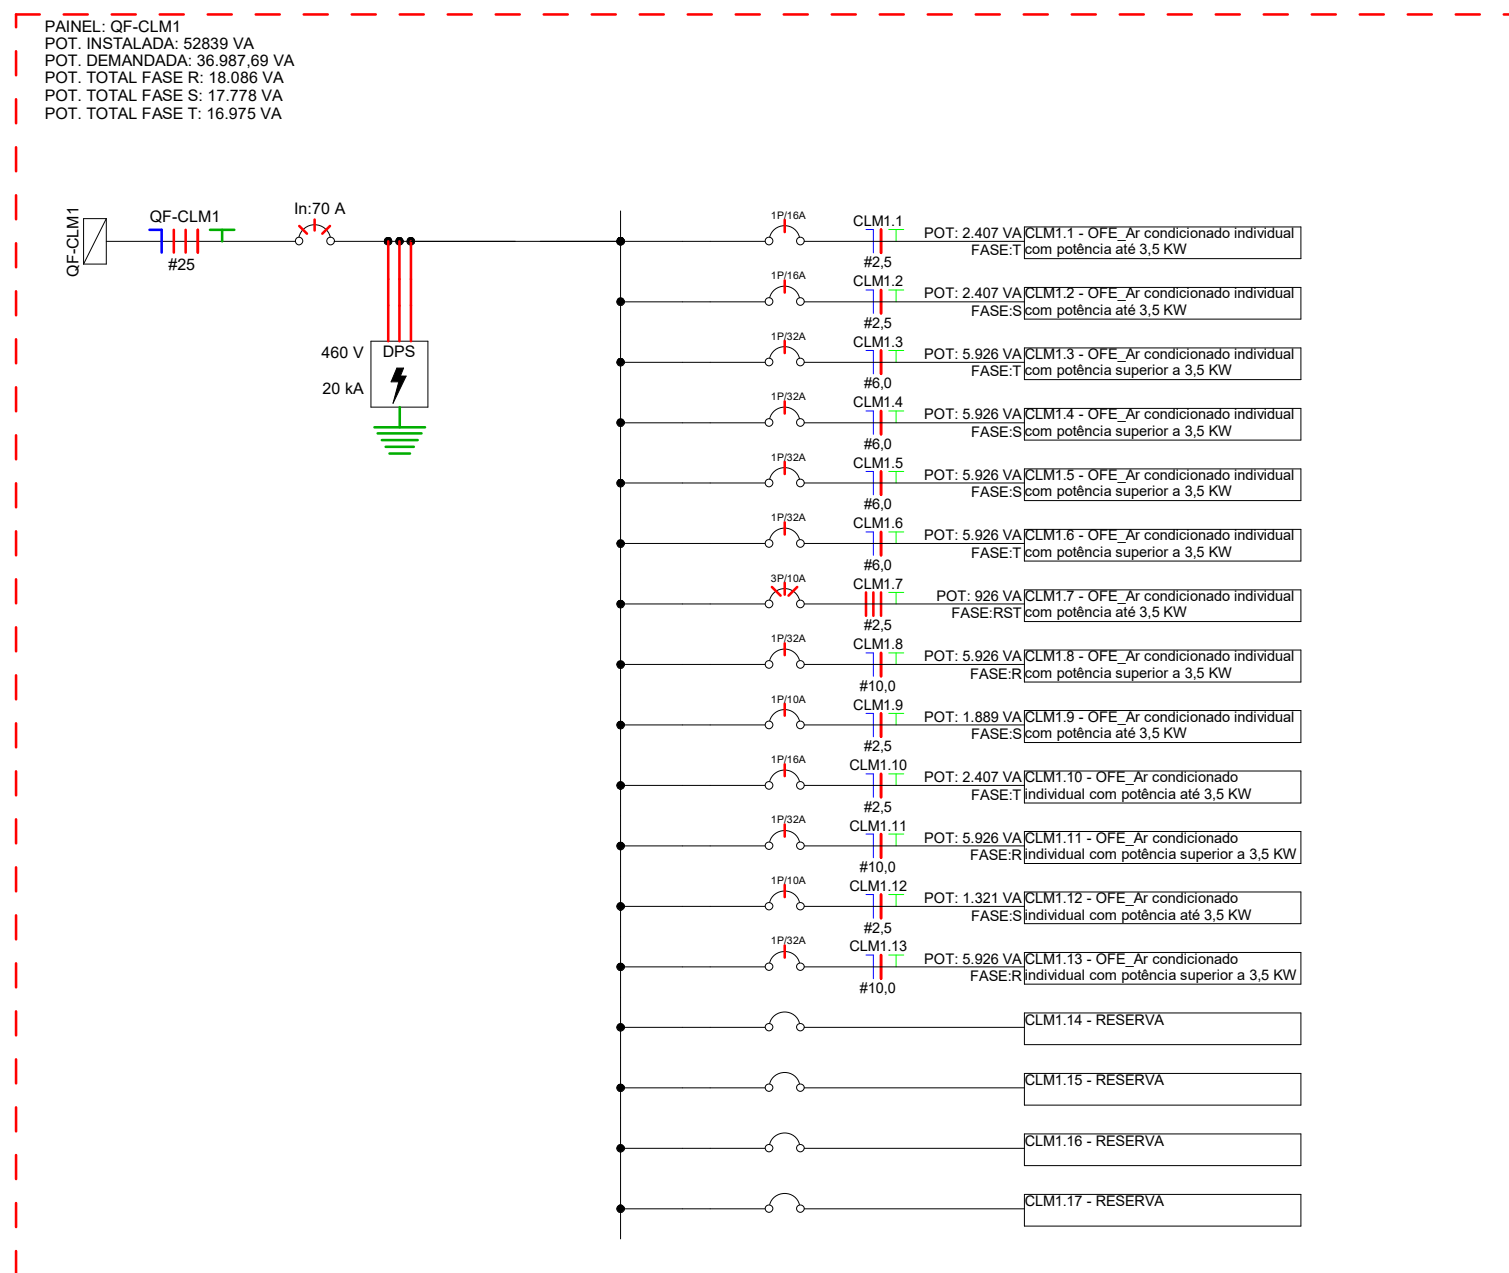 PAINEL: QF-CLM1
POT. INSTALADA: 52839 VA
POT. DEMANDADA: 36.987,69 VA
POT. TOTAL FASE R: 18.086 VA
POT. TOTAL FASE S: 17.778 VA
POT. TOTAL FASE T: 16.975 VA
QF-CLM1
QF-CLM1
#25
In:70 A
460 V
20 kA
DPS
1P/16A
CLM1.1
#2,5
POT: 2.407 VA
FASE:T
CLM1.1 - OFE_Ar condicionado individual
com potência até 3,5 KW
1P/16A
CLM1.2
#2,5
POT: 2.407 VA
FASE:S
CLM1.2 - OFE_Ar condicionado individual
com potência até 3,5 KW
1P/32A
CLM1.3
#6,0
POT: 5.926 VA
FASE:T
CLM1.3 - OFE_Ar condicionado individual
com potência superior a 3,5 KW
1P/32A
CLM1.4
#6,0
POT: 5.926 VA
FASE:S
CLM1.4 - OFE_Ar condicionado individual
com potência superior a 3,5 KW
1P/32A
CLM1.5
#6,0
POT: 5.926 VA
FASE:S
CLM1.5 - OFE_Ar condicionado individual
com potência superior a 3,5 KW
1P/32A
CLM1.6
#6,0
POT: 5.926 VA
FASE:T
CLM1.6 - OFE_Ar condicionado individual
com potência superior a 3,5 KW
3P/10A
CLM1.7
#2,5
POT: 926 VA
FASE:RST
CLM1.7 - OFE_Ar condicionado individual
com potência até 3,5 KW
1P/32A
CLM1.8
#10,0
POT: 5.926 VA
FASE:R
CLM1.8 - OFE_Ar condicionado individual
com potência superior a 3,5 KW
1P/10A
CLM1.9
#2,5
POT: 1.889 VA
FASE:S
CLM1.9 - OFE_Ar condicionado individual
com potência até 3,5 KW
1P/16A
CLM1.10
#2,5
POT: 2.407 VA
FASE:T
CLM1.10 - OFE_Ar condicionado
individual com potência até 3,5 KW
1P/32A
CLM1.11
#10,0
POT: 5.926 VA
FASE:R
CLM1.11 - OFE_Ar condicionado
individual com potência superior a 3,5 KW
1P/10A
CLM1.12
#2,5
POT: 1.321 VA
FASE:S
CLM1.12 - OFE_Ar condicionado
individual com potência até 3,5 KW
1P/32A
CLM1.13
#10,0
POT: 5.926 VA
FASE:R
CLM1.13 - OFE_Ar condicionado
individual com potência superior a 3,5 KW
CLM1.14 - RESERVA
CLM1.15 - RESERVA
CLM1.16 - RESERVA
CLM1.17 - RESERVA